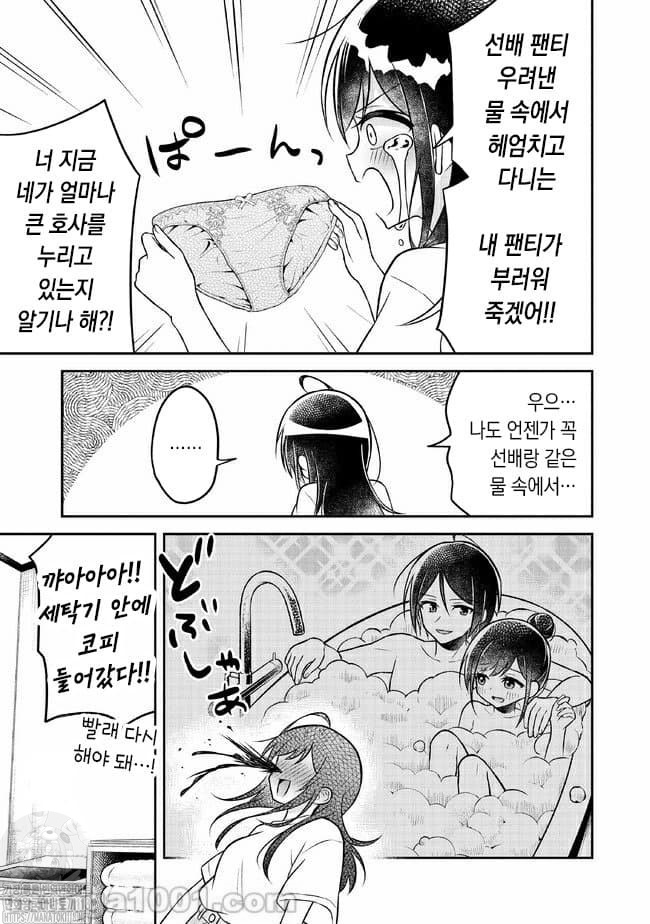 선배 팬티
우려낸
물 속에서
헤엄치고
다니는
내 팬티가
부러워
죽겠어!!
ぱーんっ
너 지금
네가 얼마나
큰 호사를
누리고
있는지
알기나 해?!
우으…
나도 언젠가 꼭
선배랑 같은
물 속에서…
……
どぶしゃあ
꺄아아아!!
세탁기 안에
코피
들어갔다!!
빨래 다시
해야 돼…!